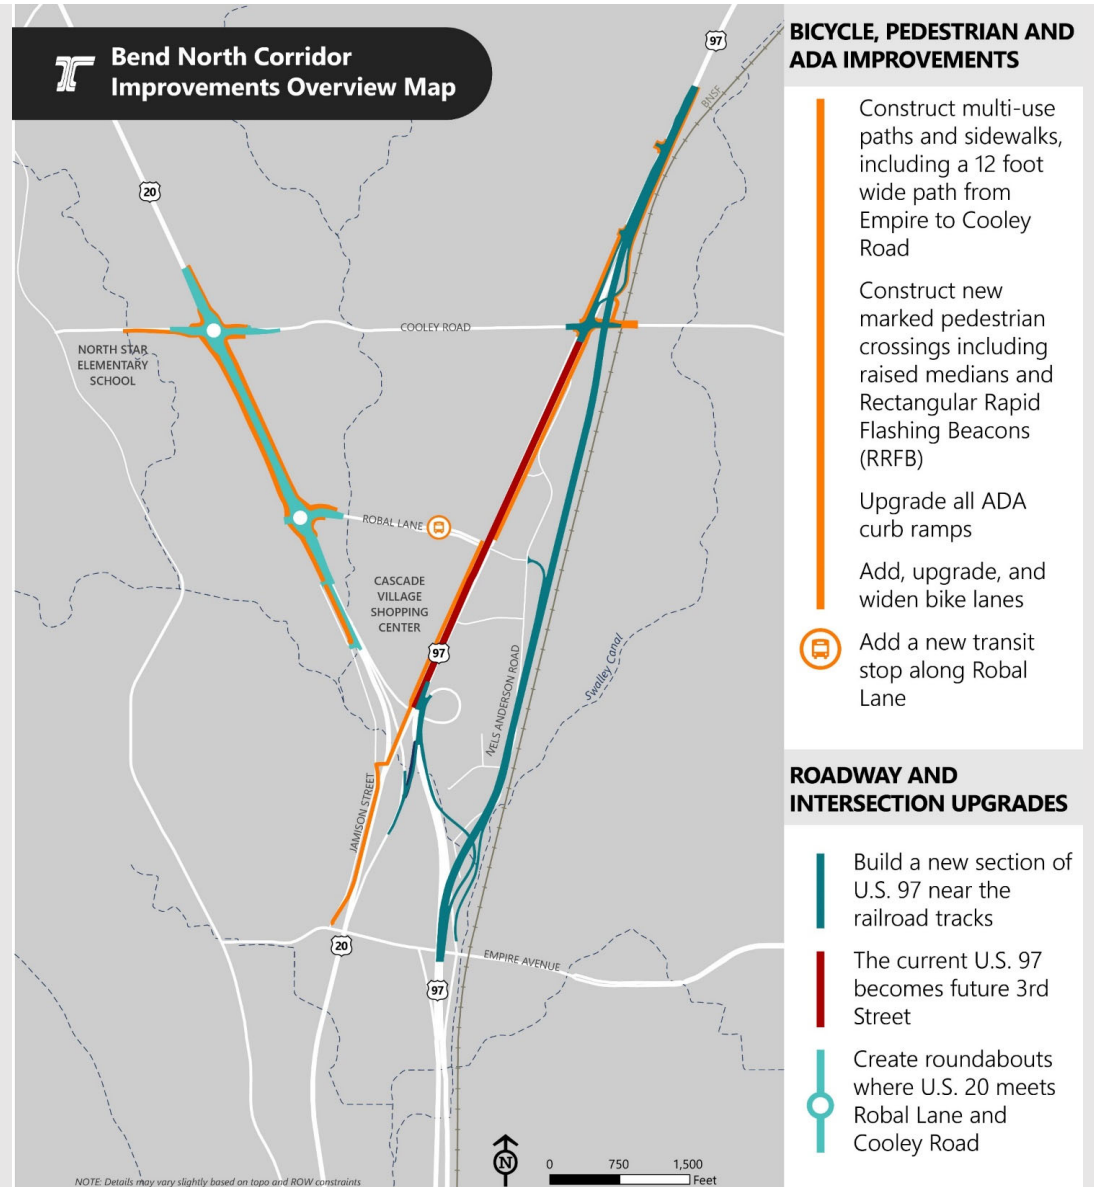 Bend North Corridor
Improvements Overview Map
97
BNSF
20
COOLEY ROAD
NORTH STAR
ELEMENTARY
SCHOOL
ROBAL LANE
CASCADE
VILLAGE
SHOPPING
CENTER
97
NELS ANDERSON ROAD
Swalley Canal
JAMISON STREET
20
EMPIRE AVENUE
97
N
0 750 1,500
Feet
NOTE: Details may vary slightly based on topo and ROW constraints
BICYCLE, PEDESTRIAN AND
ADA IMPROVEMENTS
Construct multi-use
paths and sidewalks,
including a 12 foot
wide path from
Empire to Cooley
Road
Construct new
marked pedestrian
crossings including
raised medians and
Rectangular Rapid
Flashing Beacons
(RRFB)
Upgrade all ADA
curb ramps
Add, upgrade, and
widen bike lanes
Add a new transit
stop along Robal
Lane
ROADWAY AND
INTERSECTION UPGRADES
Build a new section of
U.S. 97 near the
railroad tracks
The current U.S. 97
becomes future 3rd
Street
Create roundabouts
where U.S. 20 meets
Robal Lane and
Cooley Road